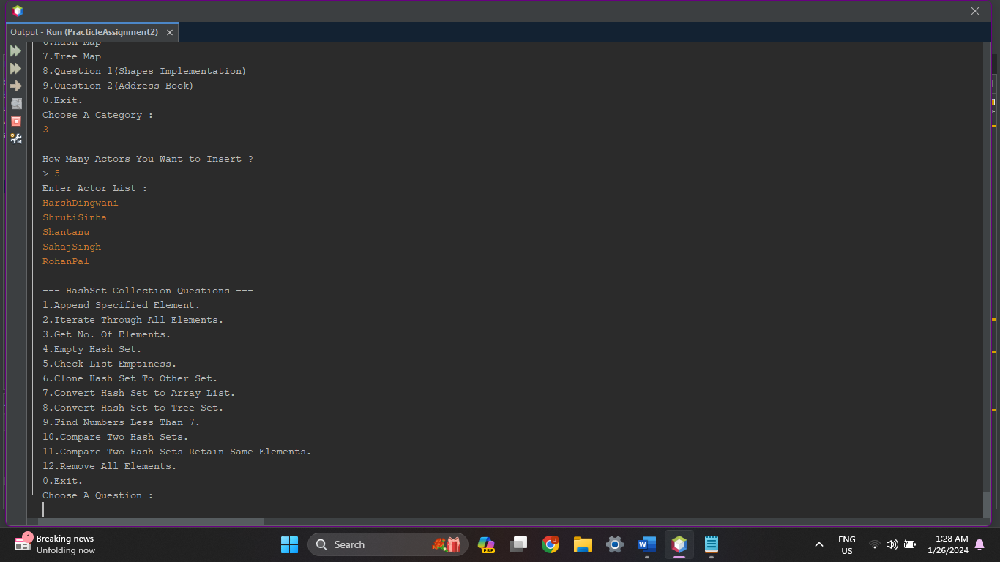 Output - Run (PracticleAssignment2)
6.Hash Map
7.Tree Map
8.Question 1(Shapes Implementation)
9.Question 2(Address Book)
0.Exit.
Choose A Category :
3
How Many Actors You Want to Insert ?
> 5
Enter Actor List :
HarshDingwani
ShrutiSinha
Shantanu
SahajSingh
RohanPal
--- HashSet Collection Questions ---
1.Append Specified Element.
2.Iterate Through All Elements.
3.Get No. Of Elements.
4.Empty Hash Set.
5.Check List Emptiness.
6.Clone Hash Set To Other Set.
7.Convert Hash Set to Array List.
8.Convert Hash Set to Tree Set.
9.Find Numbers Less Than 7.
10.Compare Two Hash Sets.
11.Compare Two Hash Sets Retain Same Elements.
12.Remove All Elements.
0.Exit.
Choose A Question :
1
Breaking news
Unfolding now
Search
PRE
W
ENG
US
1:28 AM
1/26/2024